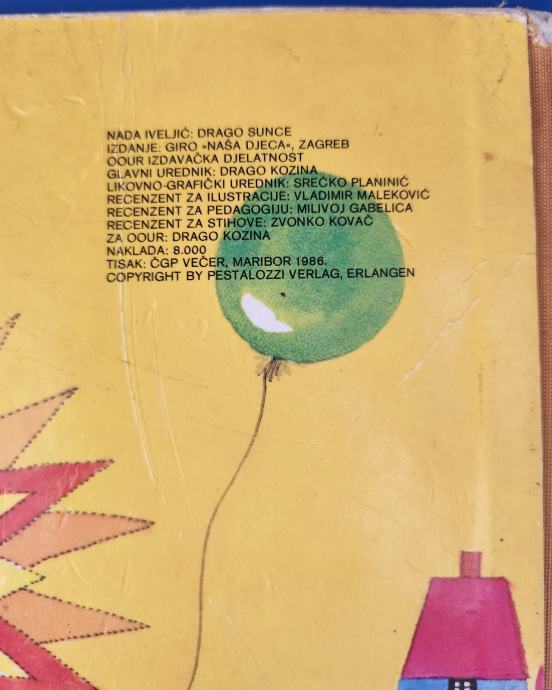 NADA IVELJIĆ: DRAGO SUNCE
IZDANJE: GIRO »NAŠA DJECA«, ZAGREB
OOUR IZDAVAČKA DJELATNOST
GLAVNI UREDNIK: DRAGO KOZINA
LIKOVNO-GRAFIČKI UREDNIK: SREĆKO PLANINIĆ
RECENZENT ZA ILUSTRACIJE: VLADIMIR MALEKOVIĆ
RECENZENT ZA PEDAGOGIJU: MILIVOJ GABELICA
RECENZENT ZA STIHOVE: ZVONKO KOVAČ
ZA OOUR: DRAGO KOZINA
NAKLADA: 8.000
TISAK: ČGP VEČER, MARIBOR 1986.
COPYRIGHT BY PESTALOZZI VERLAG, ERLANGEN